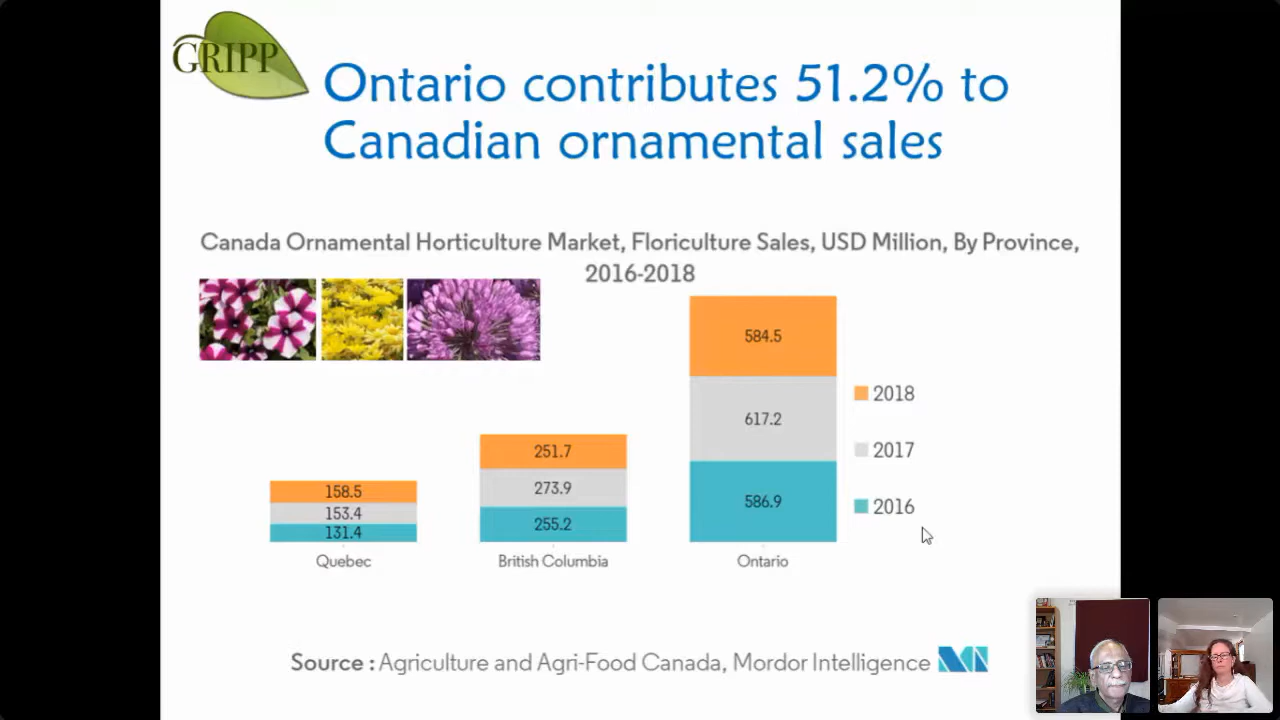 GRIPP
Ontario contributes 51.2% to
Canadian ornamental sales
Canada Ornamental Horticulture Market, Floriculture Sales, USD Million, By Province,
2016-2018
584.5
617.2
586.9
251.7
273.9
255.2
158.5
153.4
131.4
2018
2017
2016
Quebec
British Columbia
Ontario
Source : Agriculture and Agri-Food Canada, Mordor Intelligence